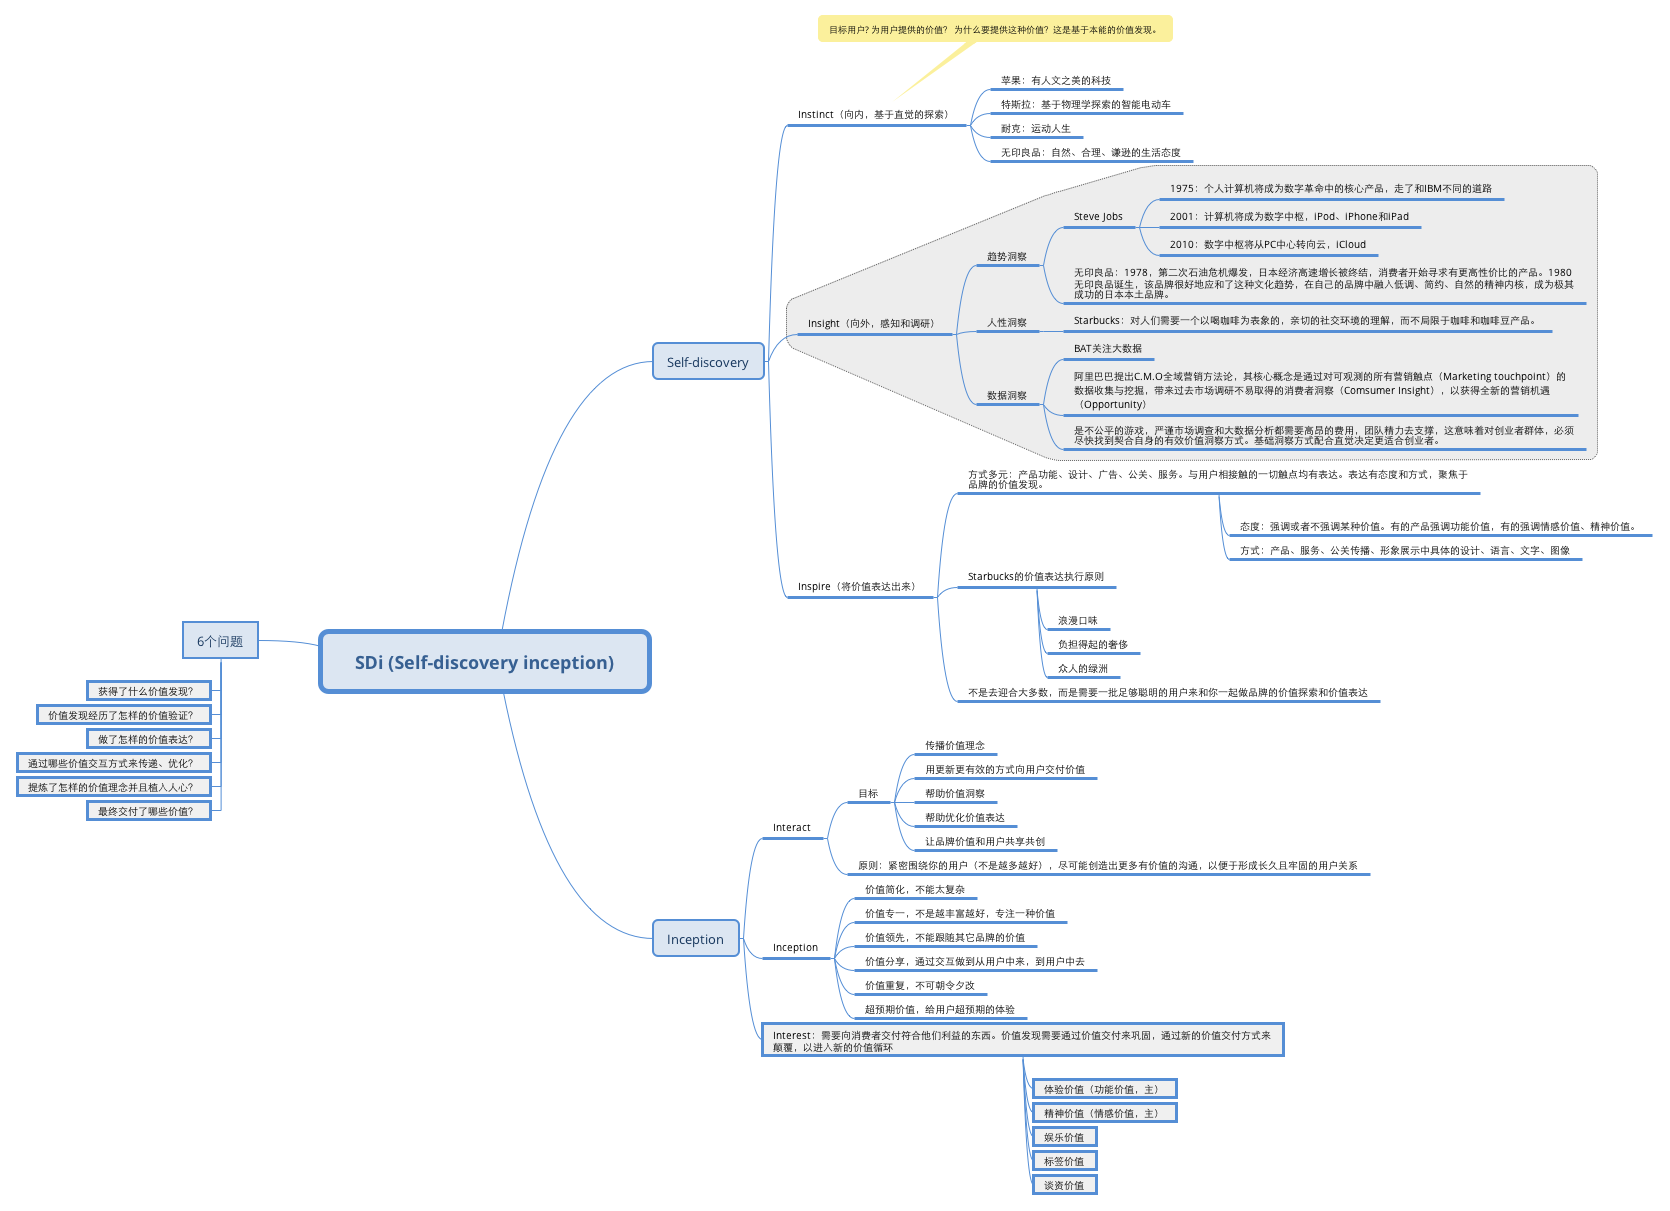 目标用户？为用户提供的价值？ 为什么要提供这种价值？这是基于本能的价值发现。
Instinct（向内，基于直觉的探索）
苹果：有人文之美的科技
特斯拉：基于物理学探索的智能电动车
耐克：运动人生
无印良品：自然、合理、谦逊的生活态度
Self-discovery
Insight（向外，感知和调研）
趋势洞察
Steve Jobs
1975：个人计算机将成为数字革命中的核心产品，走了和IBM不同的道路
2001：计算机将成为数字中枢，iPod、iPhone和iPad
2010：数字中枢将从PC中心转向云，iCloud
无印良品：1978，第二次石油危机爆发，日本经济高速增长被终结，消费者开始寻求有更高性价比的产品。1980
无印良品诞生，该品牌很好地应和了这种文化趋势，在自己的品牌中融入低调、简约、自然的精神内核，成为极其
成功的日本本土品牌。
人性洞察
Starbucks：对人们需要一个以喝咖啡为表象的，亲切的社交环境的理解，而不局限于咖啡和咖啡豆产品。
数据洞察
BAT关注大数据
阿里巴巴提出C.M.O全域营销方法论，其核心概念是通过对可观测的所有营销触点（Marketing touchpoint）的
数据收集与挖掘，带来过去市场调研不易取得的消费者洞察（Comsumer Insight），以获得全新的营销机遇
（Opportunity）
是不公平的游戏，严谨市场调查和大数据分析都需要高昂的费用，团队精力去支撑，这意味着对创业者群体，必须
尽快找到契合自身的有效价值洞察方式。基础洞察方式配合直觉决定更适合创业者。
Inspire（将价值表达出来）
方式多元：产品功能、设计、广告、公关、服务。与用户相接触的一切触点均有表达。表达有态度和方式，聚焦于
品牌的价值发现。
态度：强调或者不强调某种价值。有的产品强调功能价值，有的强调情感价值、精神价值。
方式：产品、服务、公关传播、形象展示中具体的设计、语言、文字、图像
Starbucks的价值表达执行原则
浪漫口味
负担得起的奢侈
众人的绿洲
不是去迎合大多数，而是需要一批足够聪明的用户来和你一起做品牌的价值探索和价值表达
SDi (Self-discovery inception)
6个问题
获得了什么价值发现？
价值发现经历了怎样的价值验证？
做了怎样的价值表达？
通过哪些价值交互方式来传递、优化？
提炼了怎样的价值理念并且植入人心？
最终交付了哪些价值？
Inception
Interact
目标
传播价值理念
用更新更有效的方式向用户交付价值
帮助价值洞察
帮助优化价值表达
让品牌价值和用户共享共创
原则：紧密围绕你的用户（不是越多越好），尽可能创造出更多有价值的沟通，以便于形成长久且牢固的用户关系
Inception
价值简化，不能太复杂
价值专一，不是越丰富越好，专注一种价值
价值领先，不能跟随其它品牌的价值
价值分享，通过交互做到从用户中来，到用户中去
价值重复，不可朝令夕改
超预期价值，给用户超预期的体验
Interest：需要向消费者交付符合他们利益的东西。价值发现需要通过价值交付来巩固，通过新的价值交付方式来
颠覆，以进入新的价值循环
体验价值（功能价值，主）
精神价值（情感价值，主）
娱乐价值
标签价值
谈资价值